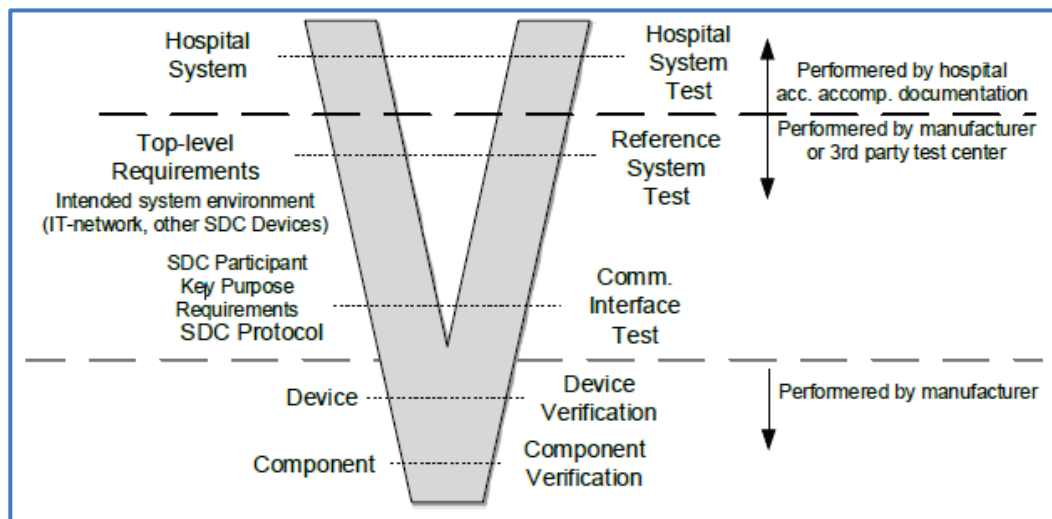 Hospital
System
Hospital
System
Test
Performered by hospital
acc. accomp. documentation
Performered by manufacturer
or 3rd party test center
Top-level
Requirements
Reference
System
Test
Intended system environment
(IT-network, other SDC Devices)
SDC Participant
Key Purpose
Requirements
SDC Protocol
Comm.
Interface
Test
Device
Device
Verification
Performered by manufacturer
Component
Component
Verification